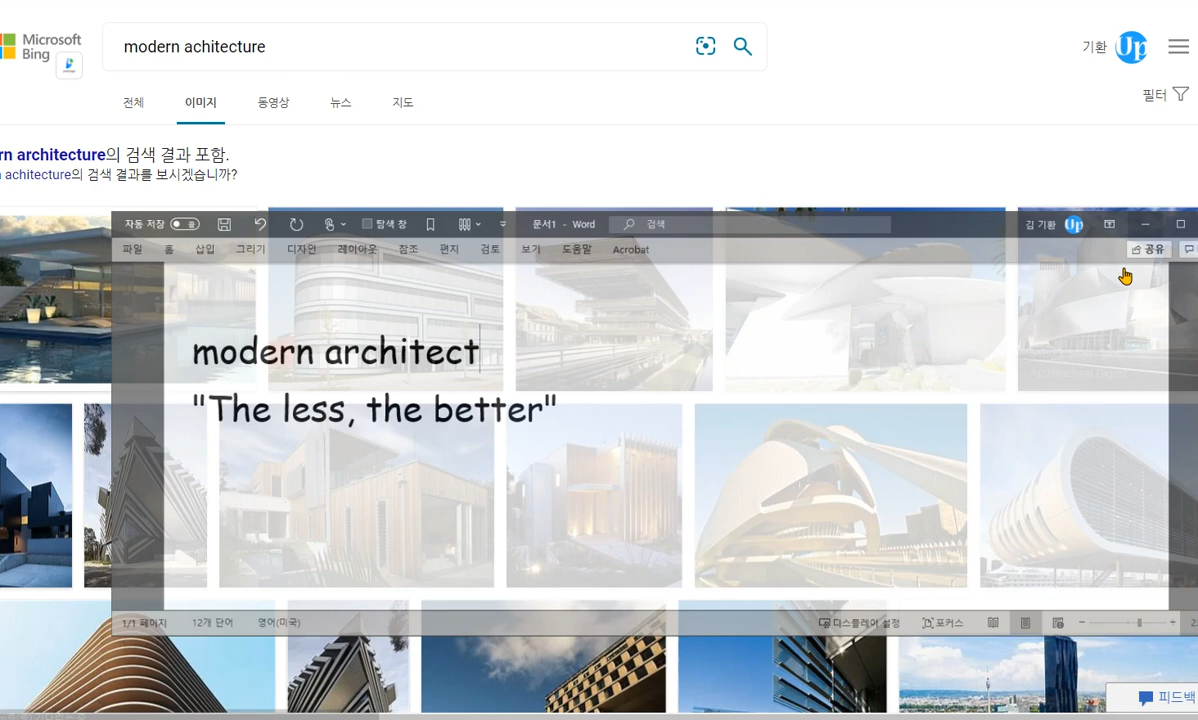 Microsoft
Bing
modern achitecture
기환
전체 이미지 동영상 뉴스 지도
필터
rn architecture의 검색 결과 포함.
achitecture의 검색 결과를 보시겠습니까?
자동 저장 탐색 창 문서1 - Word 검색 김 기환
파일 홈 삽입 그리기 디자인 레이아웃 참조 편지 검토 보기 도움말 Acrobat 공유
modern architect
"The less, the better"
1/1 페이지 12개 단어 영어(미국) 디스플레이 설정 포커스
피드백